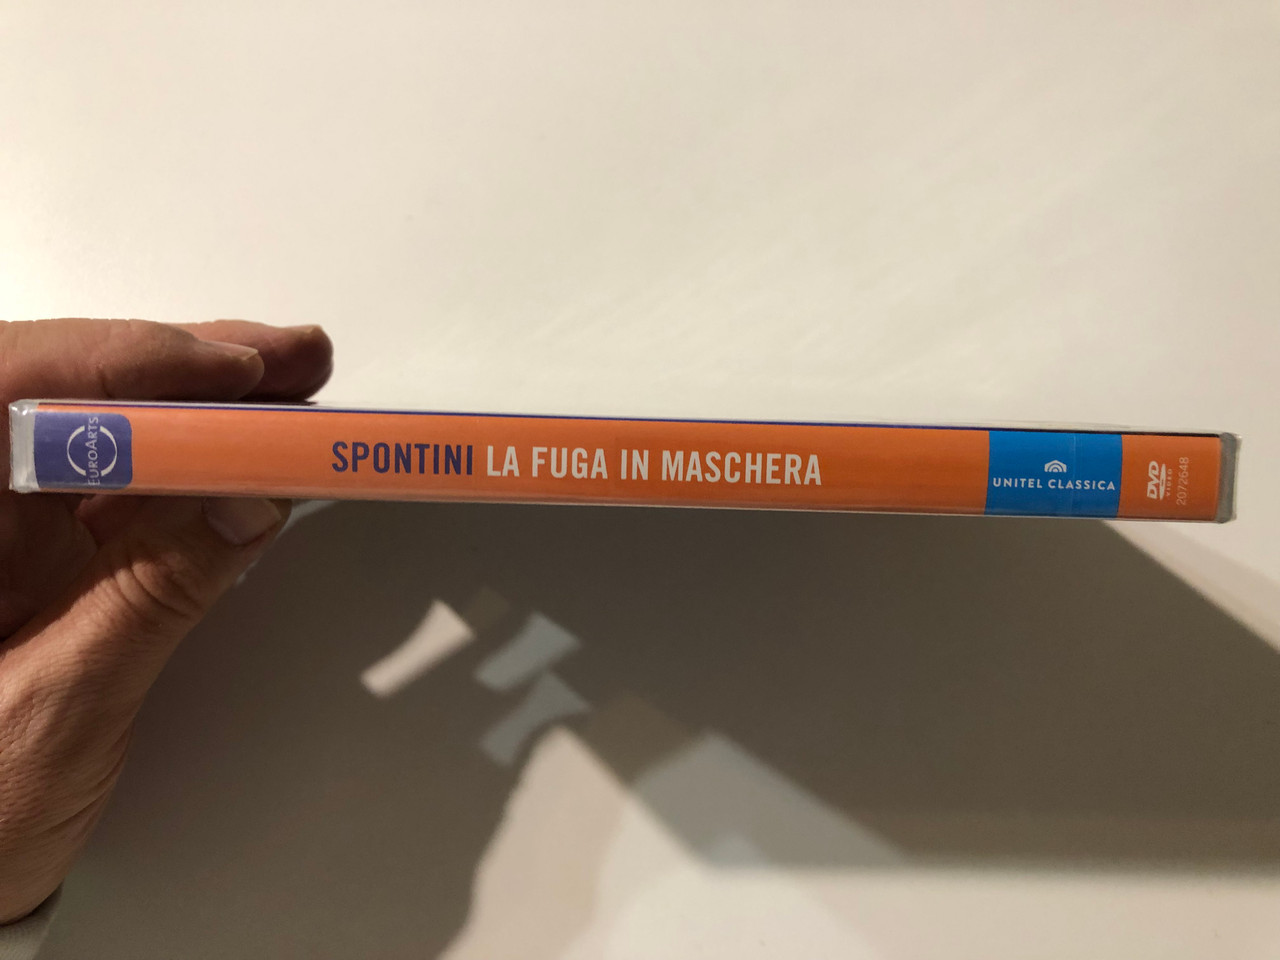 EUROARTS
SPONTINI LA FUGA IN MASCHERA
UNITEL CLASSICA
DVD
VIDEO
2072648